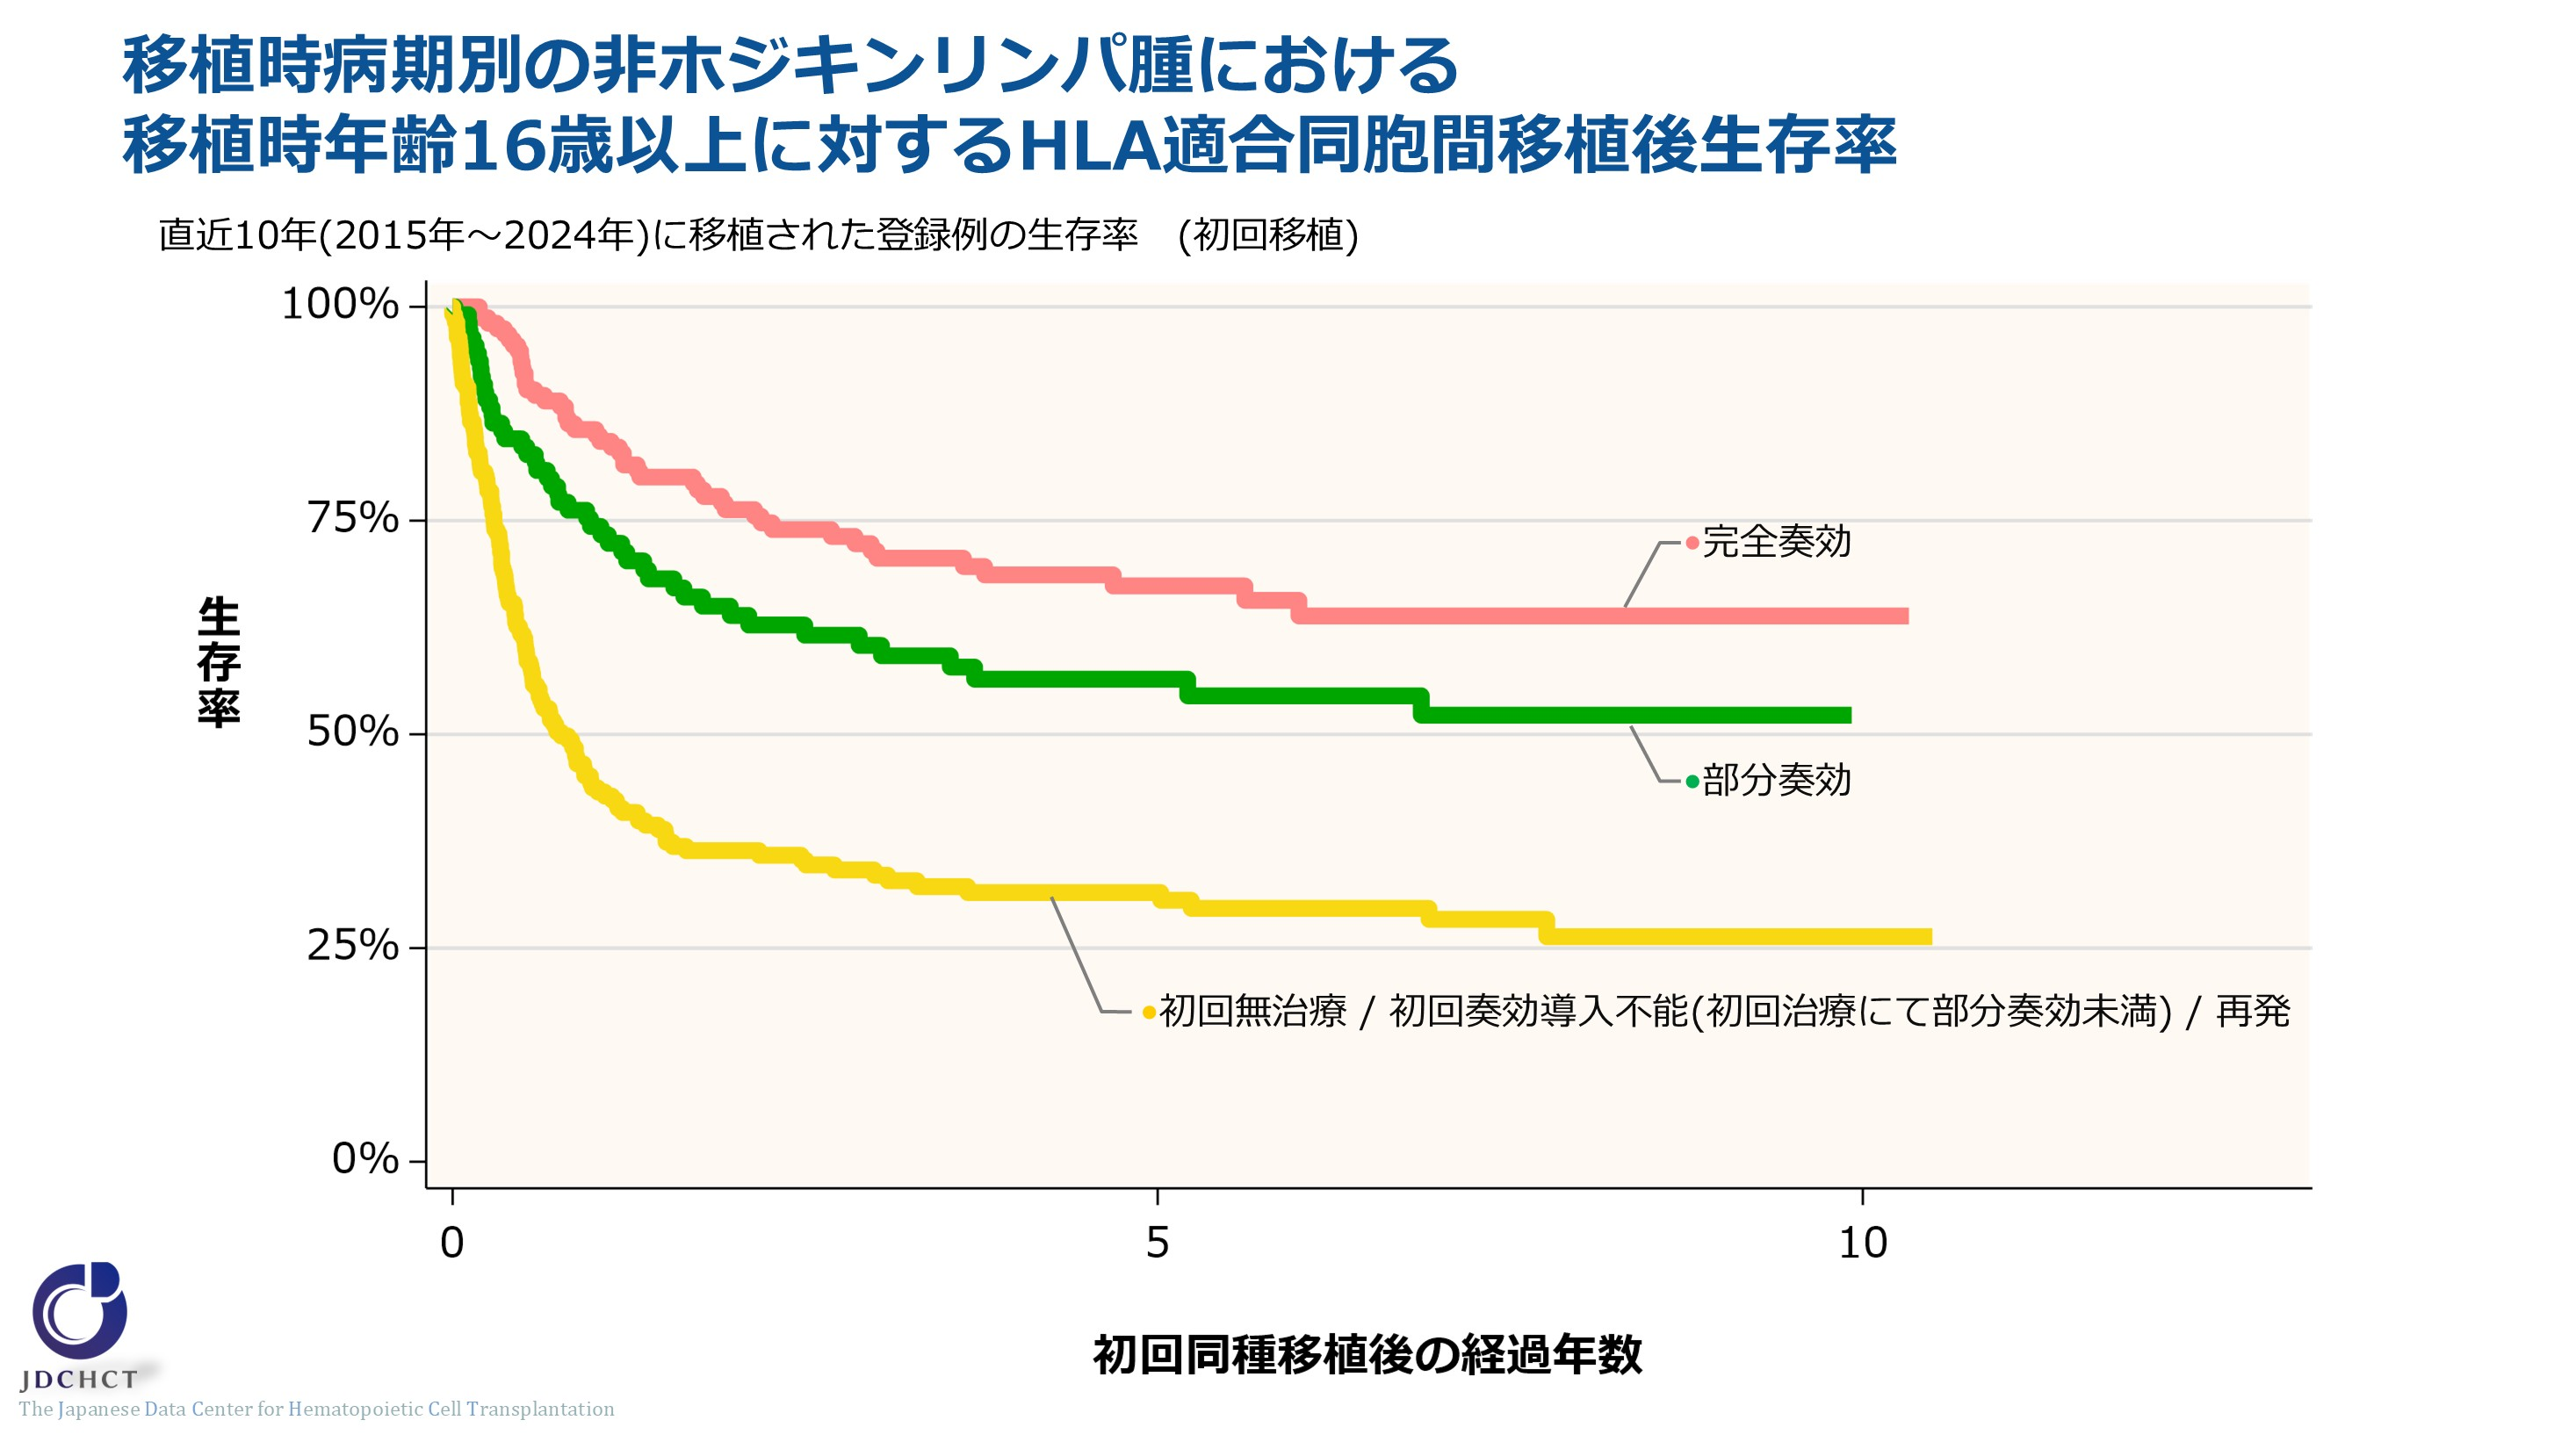 移植時病期別の非ホジキンリンパ腫における
移植時年齢16歳以上に対するHLA適合同胞間移植後生存率
直近10年(2015年～2024年)に移植された登録例の生存率　(初回移植)
100%
75%
50%
25%
0%
生存率
完全奏効
部分奏効
初回無治療 / 初回奏効導入不能(初回治療にて部分奏効未満) / 再発
0
5
10
初回同種移植後の経過年数
JDCHCT
The Japanese Data Center for Hematopoietic Cell Transplantation